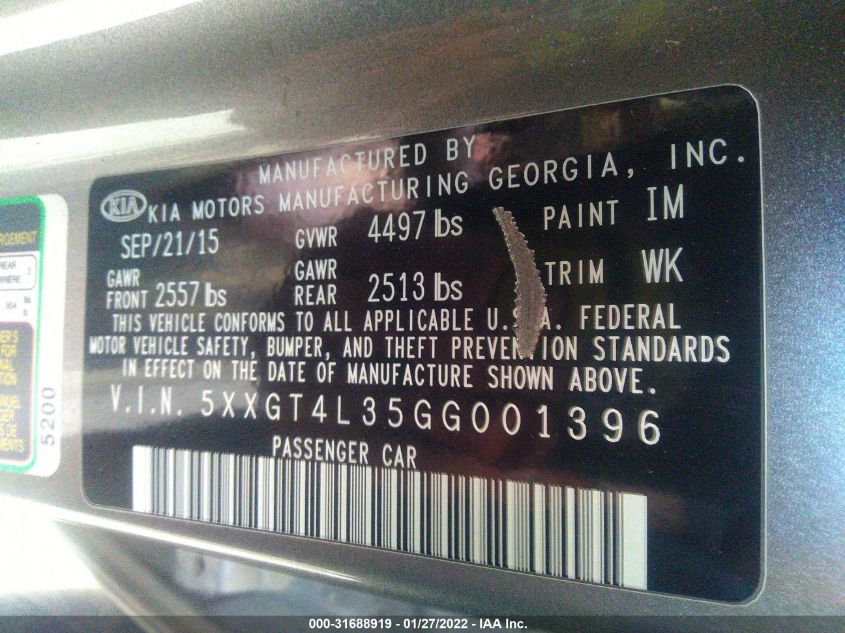 MANUFACTURED BY
KIA KIA MOTORS MANUFACTURING GEORGIA, INC.
SEP/21/15 GVWR 4497 lbs PAINT IM
GAWR FRONT 2557 lbs GAWR REAR 2513 lbs TRIM WK
THIS VEHICLE CONFORMS TO ALL APPLICABLE U.S.A. FEDERAL
MOTOR VEHICLE SAFETY, BUMPER, AND THEFT PREVENTION STANDARDS
IN EFFECT ON THE DATE OF MANUFACTURE SHOWN ABOVE.
V.I.N. 5XXGT4L35GG001396
PASSENGER CAR
REAR
5200
000-31688919 - 01/27/2022 - IAA Inc.